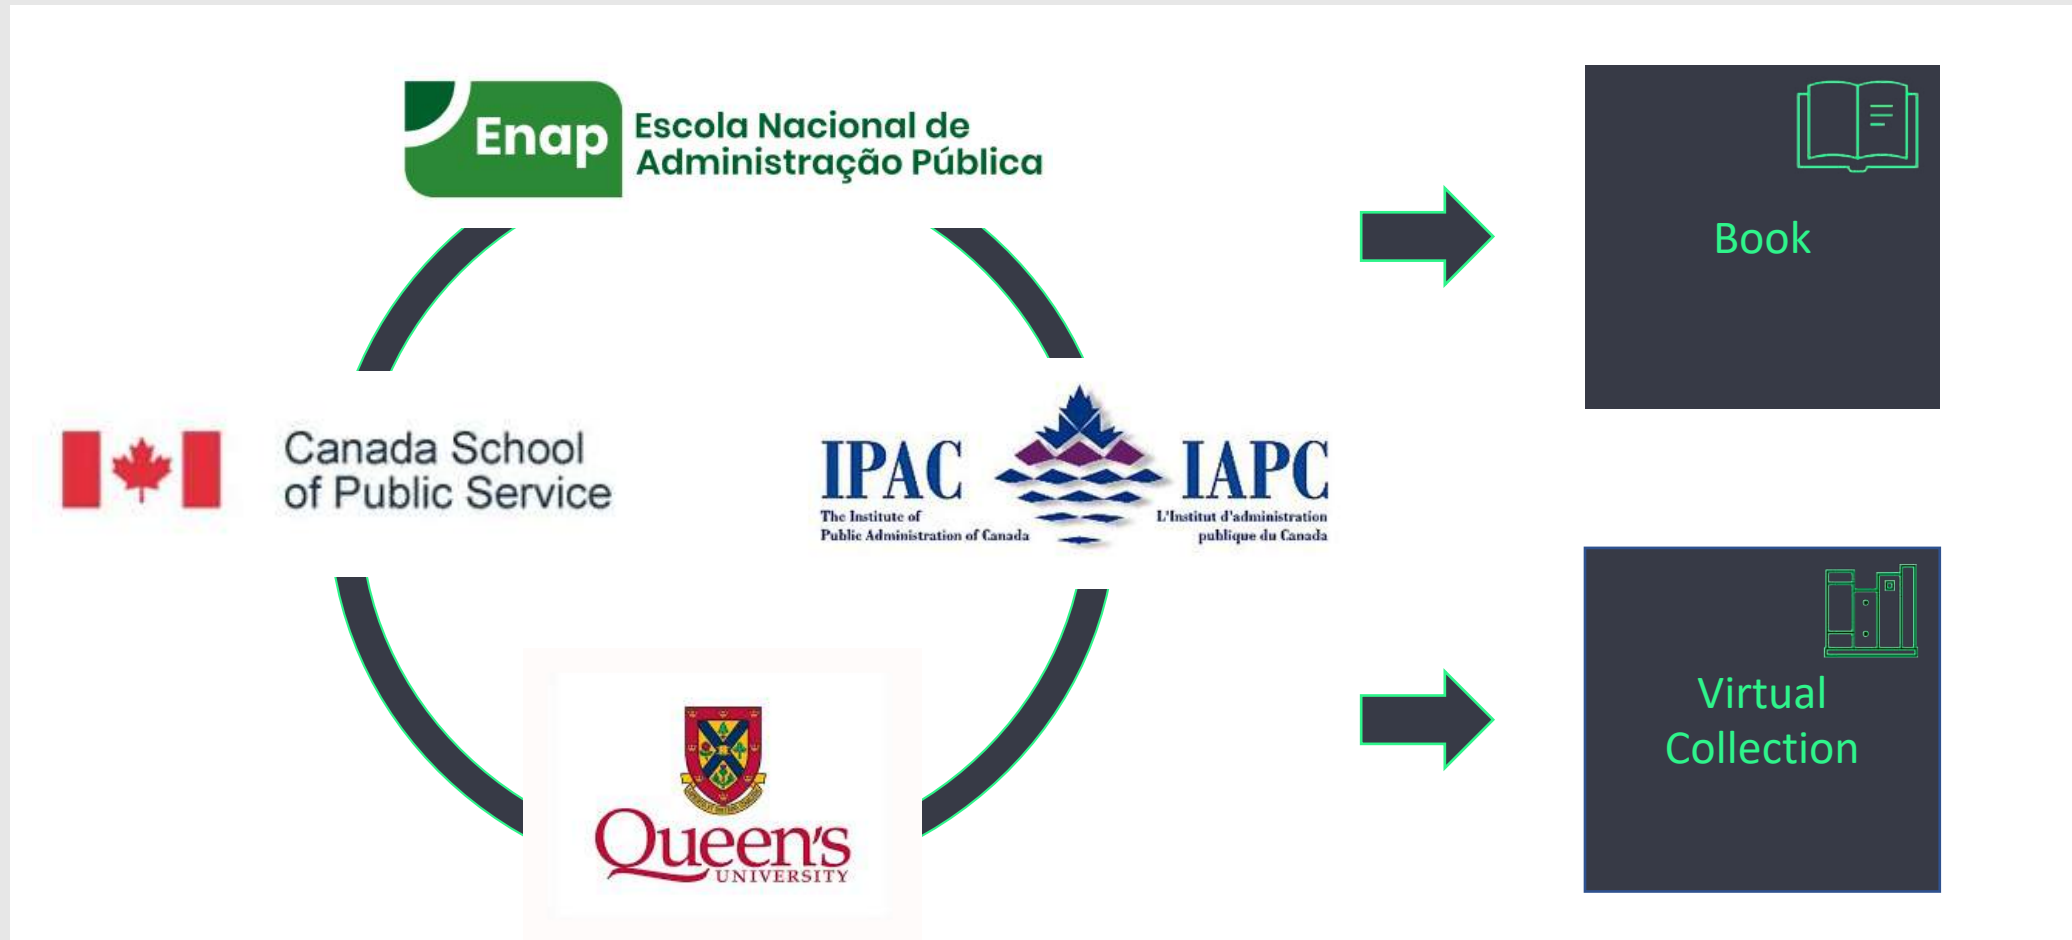 Enap
Escola Nacional de
Administração Pública
Book
Canada School
of Public Service
IPAC
The Institute of
Public Administration of Canada
IAPC
L'Institut d'administration
publique du Canada
Virtual
Collection
Queen's
UNIVERSITY